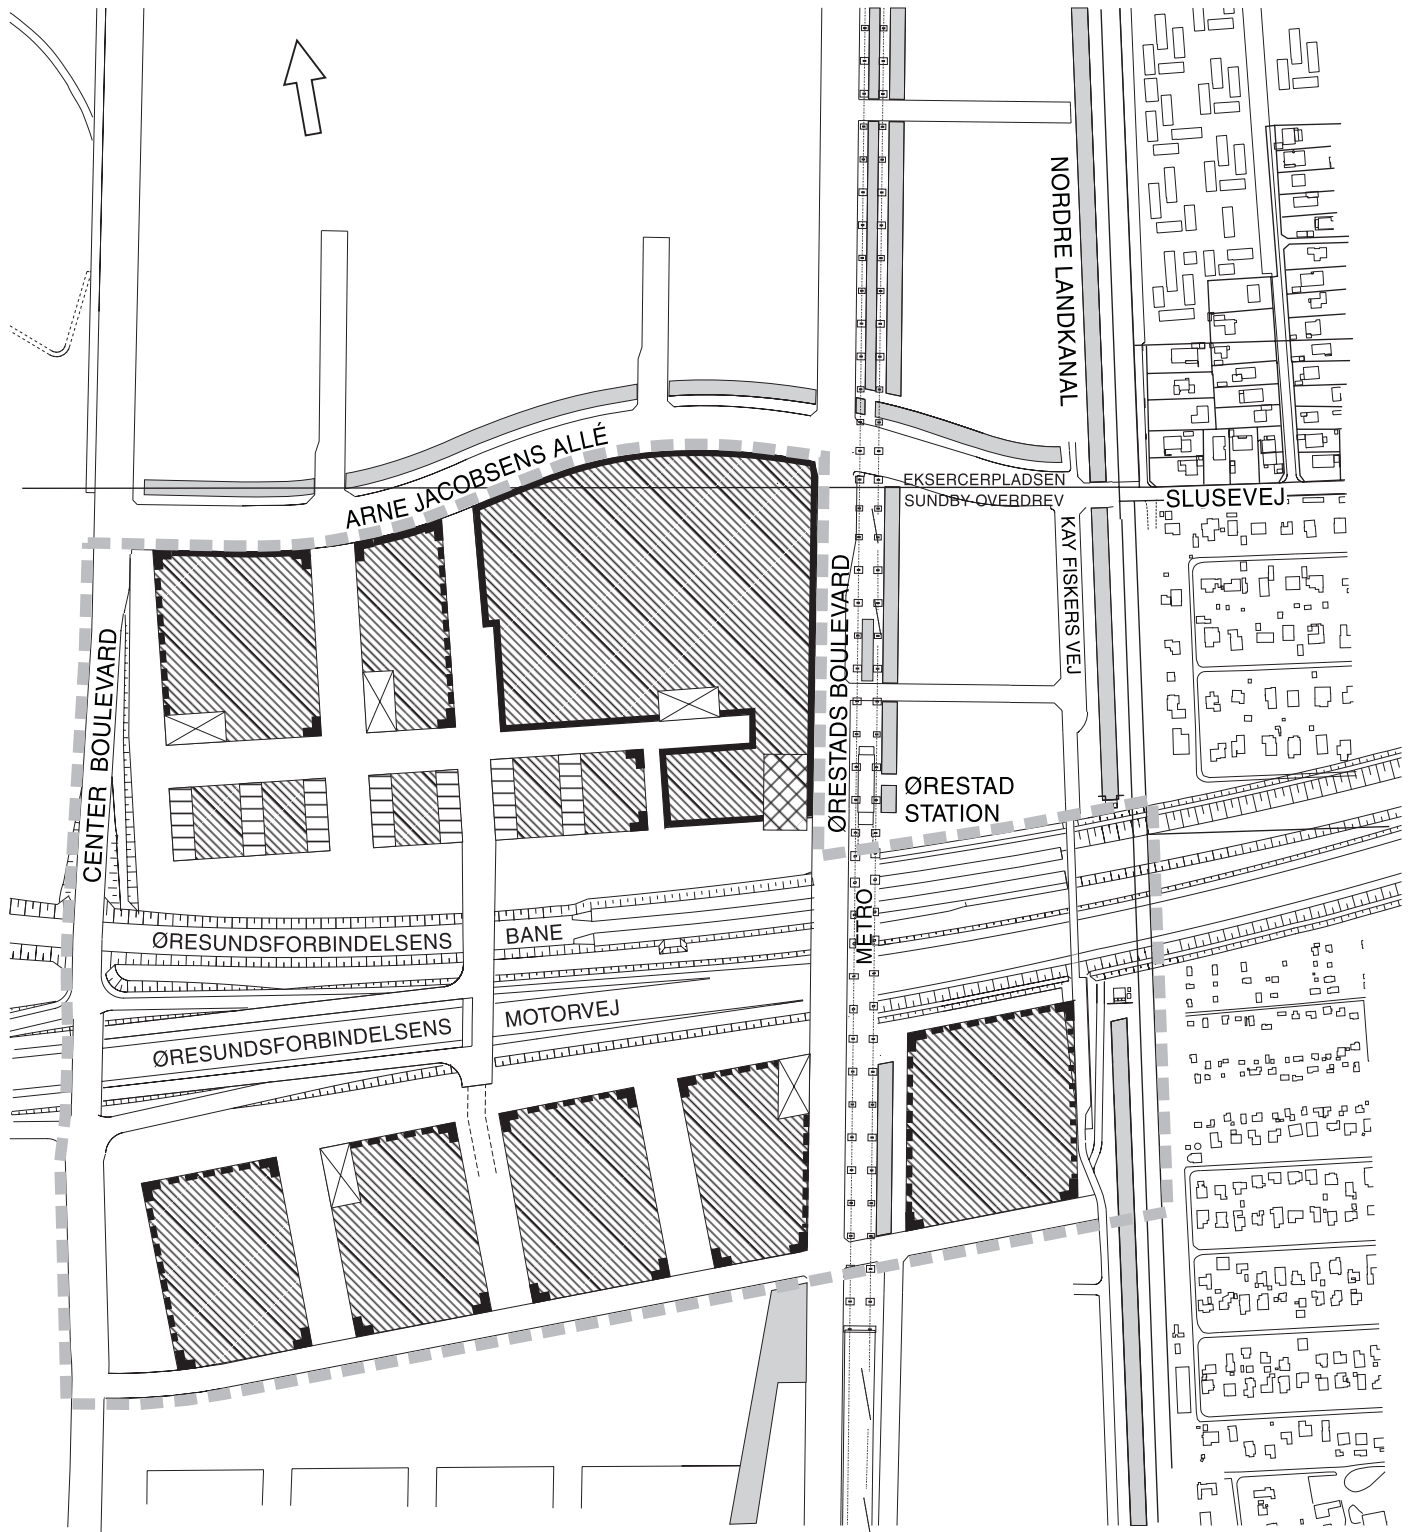 NORDRE LANDKANAL
ARNE JACOBSENS ALLÉ
EKSERCERPLADSEN
SUNDBY OVERDREV
SLUSEVEJ
KAY FISKERS VEJ
ØRESTADS BOULEVARD
CENTER BOULEVARD
ØRESTAD
STATION
METRO
ØRESUNDSFORBINDELSENS BANE
ØRESUNDSFORBINDELSENS MOTORVEJ